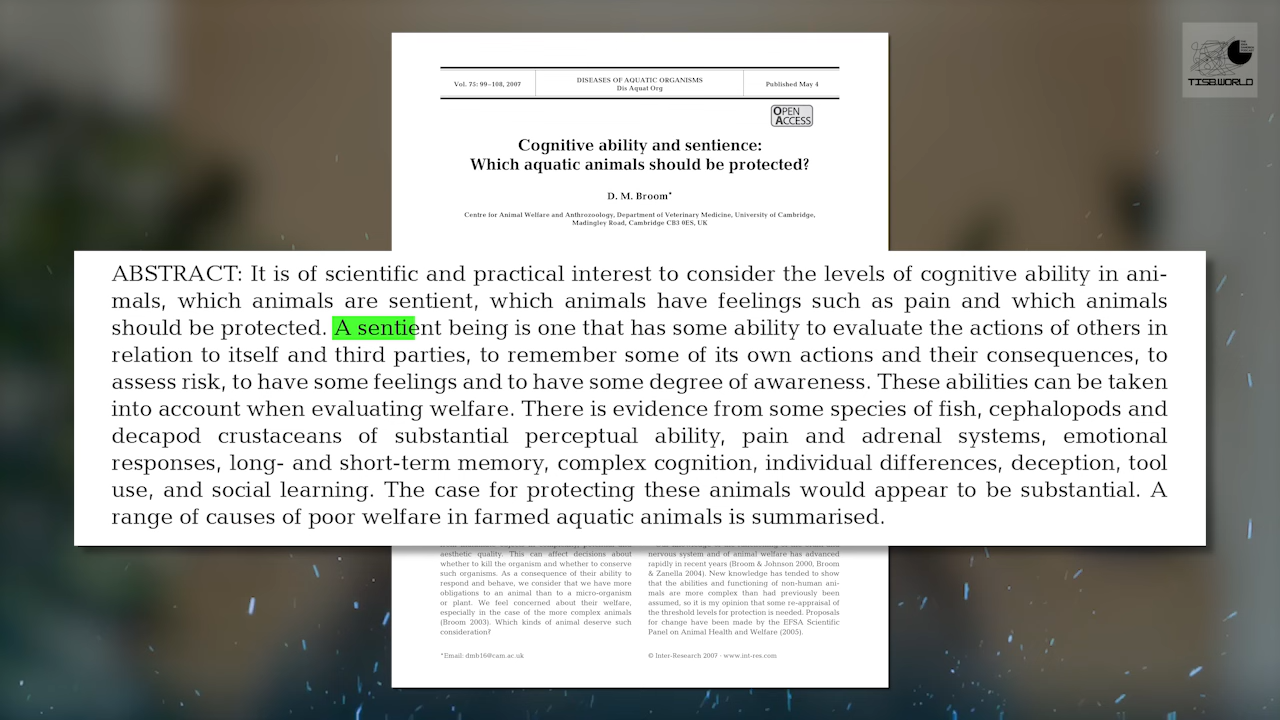 Vol. 75: 99–108, 2007
DISEASES OF AQUATIC ORGANISMS
Dis Aquat Org
Published May 4
OPEN
ACCESS
TISB.WORLD
Cognitive ability and sentience:
Which aquatic animals should be protected?
D. M. Broom*
Centre for Animal Welfare and Anthrozoology, Department of Veterinary Medicine, University of Cambridge,
Madingley Road, Cambridge CB3 0ES, UK
ABSTRACT: It is of scientific and practical interest to consider the levels of cognitive ability in ani-
mals, which animals are sentient, which animals have feelings such as pain and which animals
should be protected. A sentient being is one that has some ability to evaluate the actions of others in
relation to itself and third parties, to remember some of its own actions and their consequences, to
assess risk, to have some feelings and to have some degree of awareness. These abilities can be taken
into account when evaluating welfare. There is evidence from some species of fish, cephalopods and
decapod crustaceans of substantial perceptual ability, pain and adrenal systems, emotional
responses, long- and short-term memory, complex cognition, individual differences, deception, tool
use, and social learning. The case for protecting these animals would appear to be substantial. A
range of causes of poor welfare in farmed aquatic animals is summarised.
aesthetic quality. This can affect decisions about
whether to kill the organism and whether to conserve
such organisms. As a consequence of their ability to
respond and behave, we consider that we have more
obligations to an animal than to a micro-organism
or plant. We feel concerned about their welfare,
especially in the case of the more complex animals
(Broom 2003). Which kinds of animal deserve such
consideration?
*Email: dmb16@cam.ac.uk
nervous system and of animal welfare has advanced
rapidly in recent years (Broom & Johnson 2000, Broom
& Zanella 2004). New knowledge has tended to show
that the abilities and functioning of non-human ani-
mals are more complex than had previously been
assumed, so it is my opinion that some re-appraisal of
the threshold levels for protection is needed. Proposals
for change have been made by the EFSA Scientific
Panel on Animal Health and Welfare (2005).
© Inter-Research 2007 · www.int-res.com